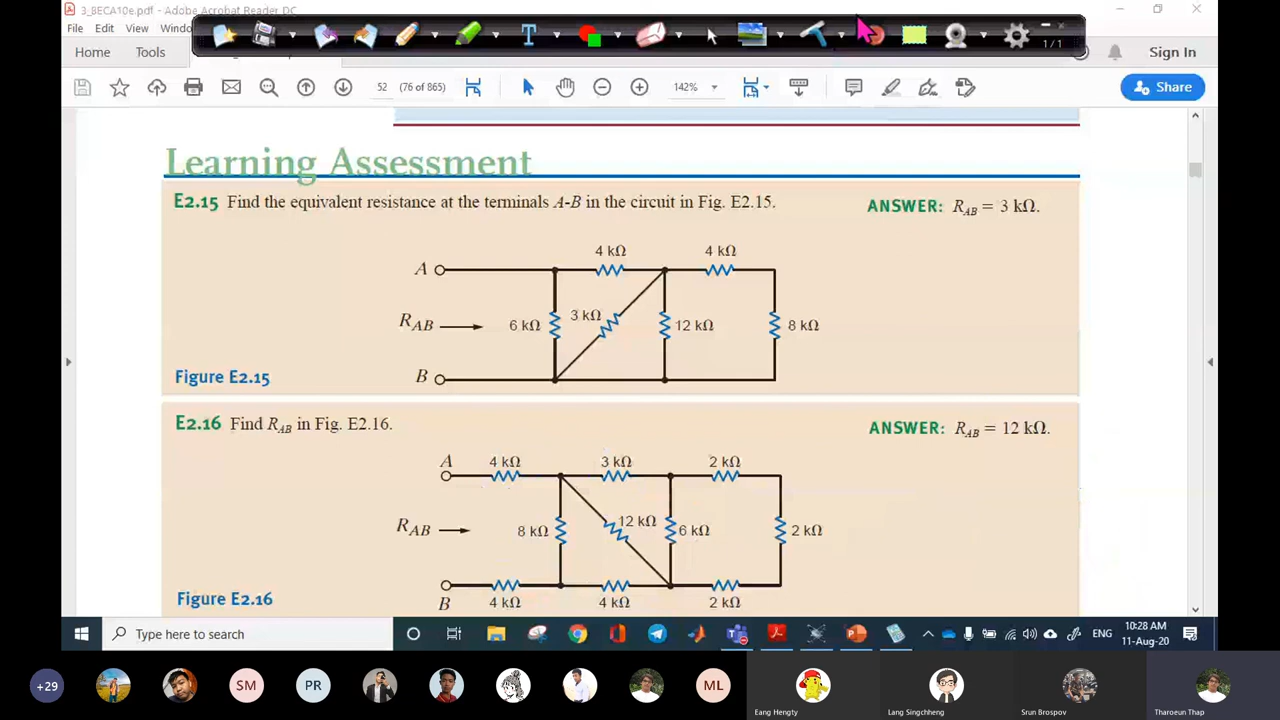 3_BECA10e.pdf - Adobe Acrobat Reader DC
File Edit View Window
1/1
Home Tools
Sign In
52 (76 of 865)
142%
Share
Learning Assessment
E2.15 Find the equivalent resistance at the terminals A-B in the circuit in Fig. E2.15.
ANSWER: RAB = 3 kΩ.
4 kΩ 4 kΩ
A
RAB 6 kΩ 3 kΩ 12 kΩ 8 kΩ
B
Figure E2.15
E2.16 Find RAB in Fig. E2.16.
ANSWER: RAB = 12 kΩ.
A 4 kΩ 3 kΩ 2 kΩ
RAB 8 kΩ 12 kΩ 6 kΩ 2 kΩ
B 4 kΩ 4 kΩ 2 kΩ
Figure E2.16
Type here to search
ENG
10:28 AM
11-Aug-20
+29 SM PR ML
Eang Hengty Lang Singchheng Srun Brospov Tharoeun Thap